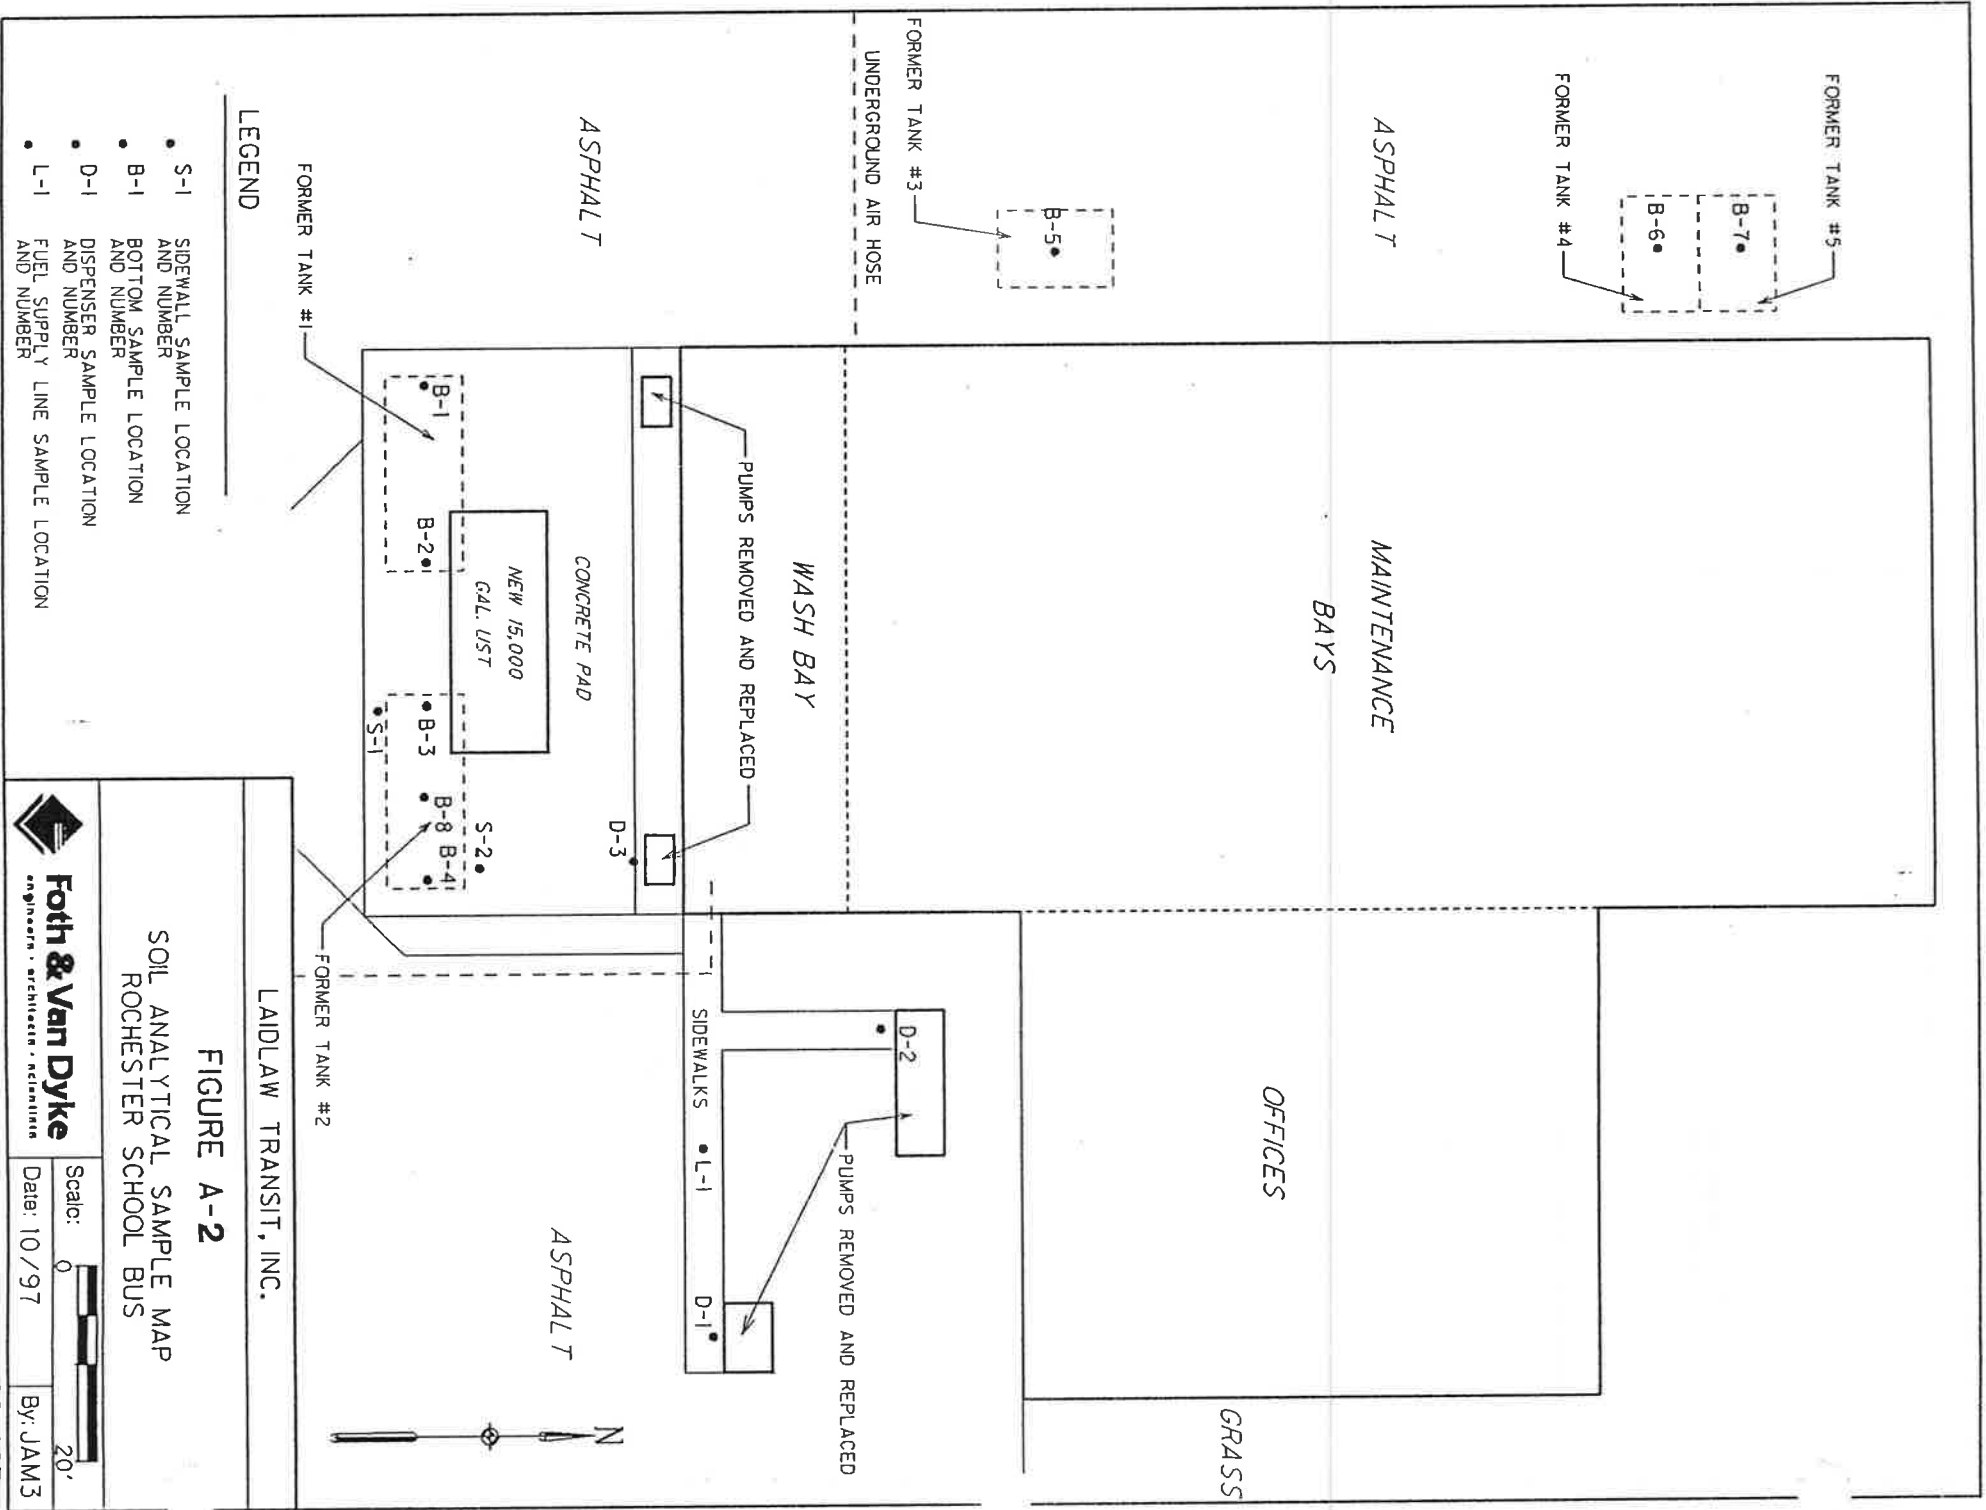 FORMER TANK #5
FORMER TANK #4
B-7
B-6
ASPHALT
FORMER TANK #3
B-5
UNDERGROUND AIR HOSE
ASPHALT
MAINTENANCE
BAYS
OFFICES
GRASS
WASH BAY
PUMPS REMOVED AND REPLACED
D-2
PUMPS REMOVED AND REPLACED
SIDEWALKS
L-1
D-1
D-3
CONCRETE PAD
NEW 15,000
GAL. UST
FORMER TANK #1
B-1
B-2
B-3
B-8
B-4
S-1
S-2
FORMER TANK #2
ASPHALT
N
LEGEND
S-1 SIDEWALL SAMPLE LOCATION
AND NUMBER
B-1 BOTTOM SAMPLE LOCATION
AND NUMBER
D-1 DISPENSER SAMPLE LOCATION
AND NUMBER
L-1 FUEL SUPPLY LINE SAMPLE LOCATION
AND NUMBER
LAIDLAW TRANSIT, INC.
FIGURE A-2
SOIL ANALYTICAL SAMPLE MAP
ROCHESTER SCHOOL BUS
Foth & Van Dyke
engineers • architects • scientists
Scale:
0 20'
Date: 10/97
By: JAM3